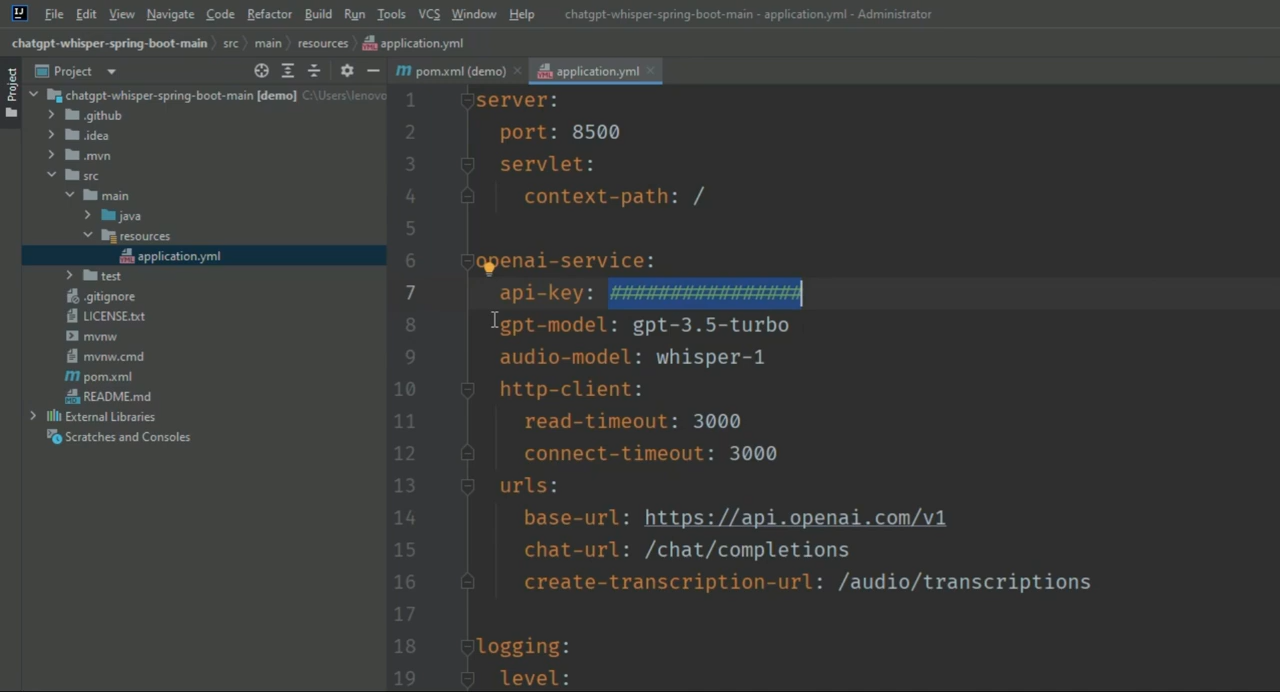 File Edit View Navigate Code Refactor Build Run Tools VCS Window Help chatgpt-whisper-spring-boot-main - application.yml - Administrator
chatgpt-whisper-spring-boot-main src main resources application.yml
Project
Project
pom.xml (demo) application.yml
chatgpt-whisper-spring-boot-main [demo] C:\Users\lenovo
.github
.idea
.mvn
src
main
java
resources
application.yml
test
.gitignore
LICENSE.txt
mvnw
mvnw.cmd
pom.xml
README.md
External Libraries
Scratches and Consoles
1 server:
2 port: 8500
3 servlet:
4 context-path: /
5
6 openai-service:
7 api-key: ################
8 gpt-model: gpt-3.5-turbo
9 audio-model: whisper-1
10 http-client:
11 read-timeout: 3000
12 connect-timeout: 3000
13 urls:
14 base-url: https://api.openai.com/v1
15 chat-url: /chat/completions
16 create-transcription-url: /audio/transcriptions
17
18 logging:
19 level: